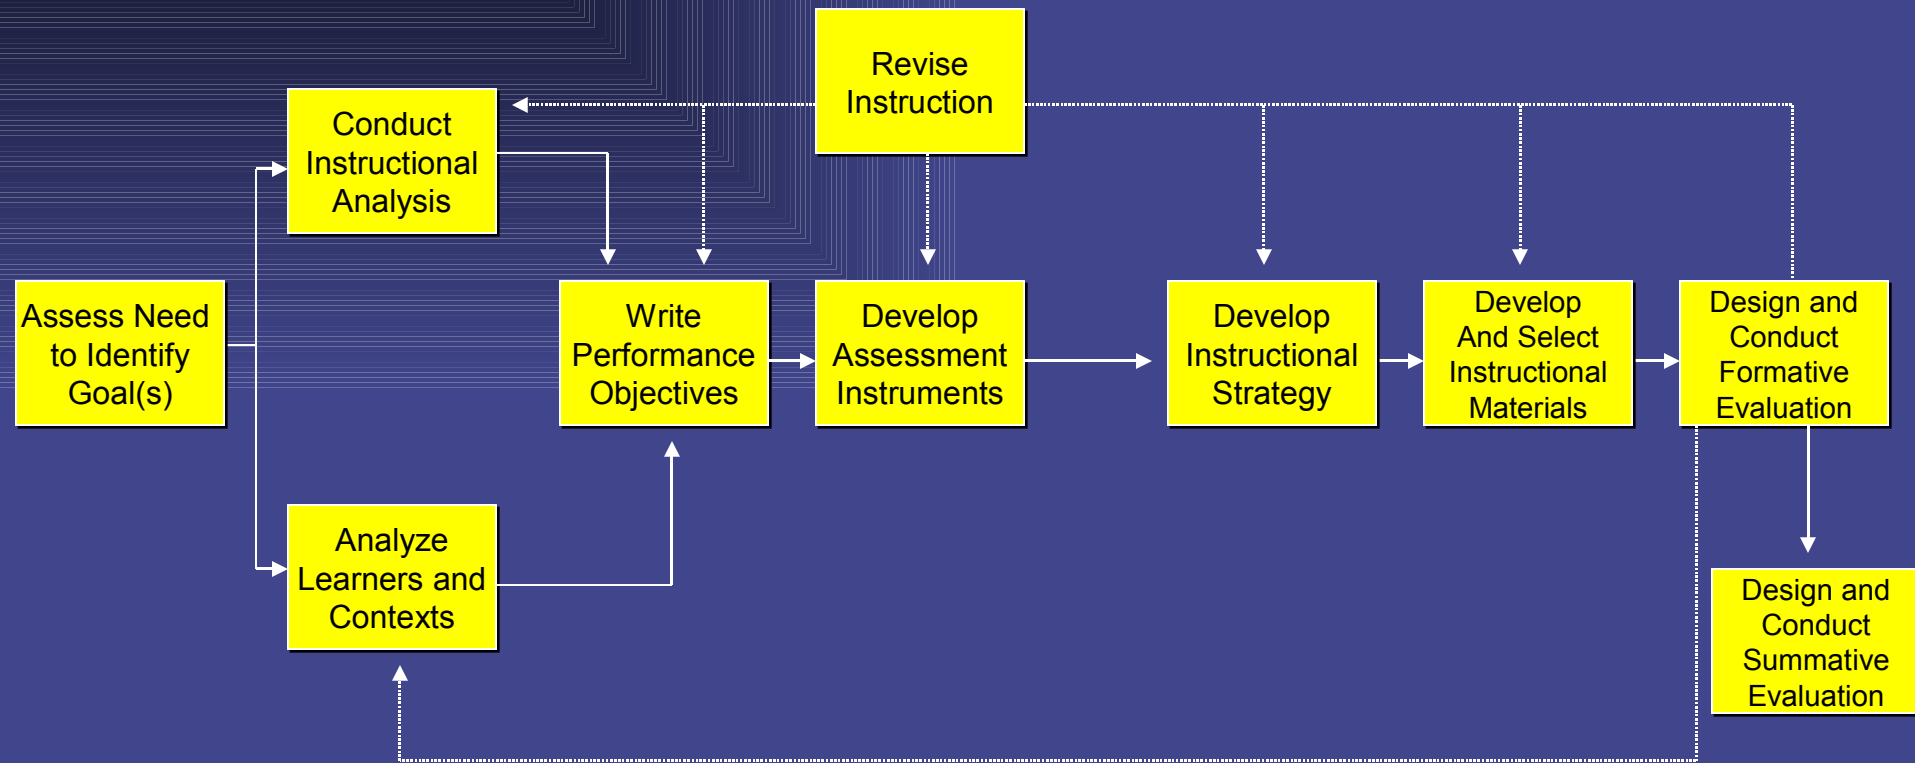 Revise
Instruction
Conduct
Instructional
Analysis
Assess Need
to Identify
Goal(s)
Write
Performance
Objectives
Develop
Assessment
Instruments
Develop
Instructional
Strategy
Develop
And Select
Instructional
Materials
Design and
Conduct
Formative
Evaluation
Analyze
Learners and
Contexts
Design and
Conduct
Summative
Evaluation